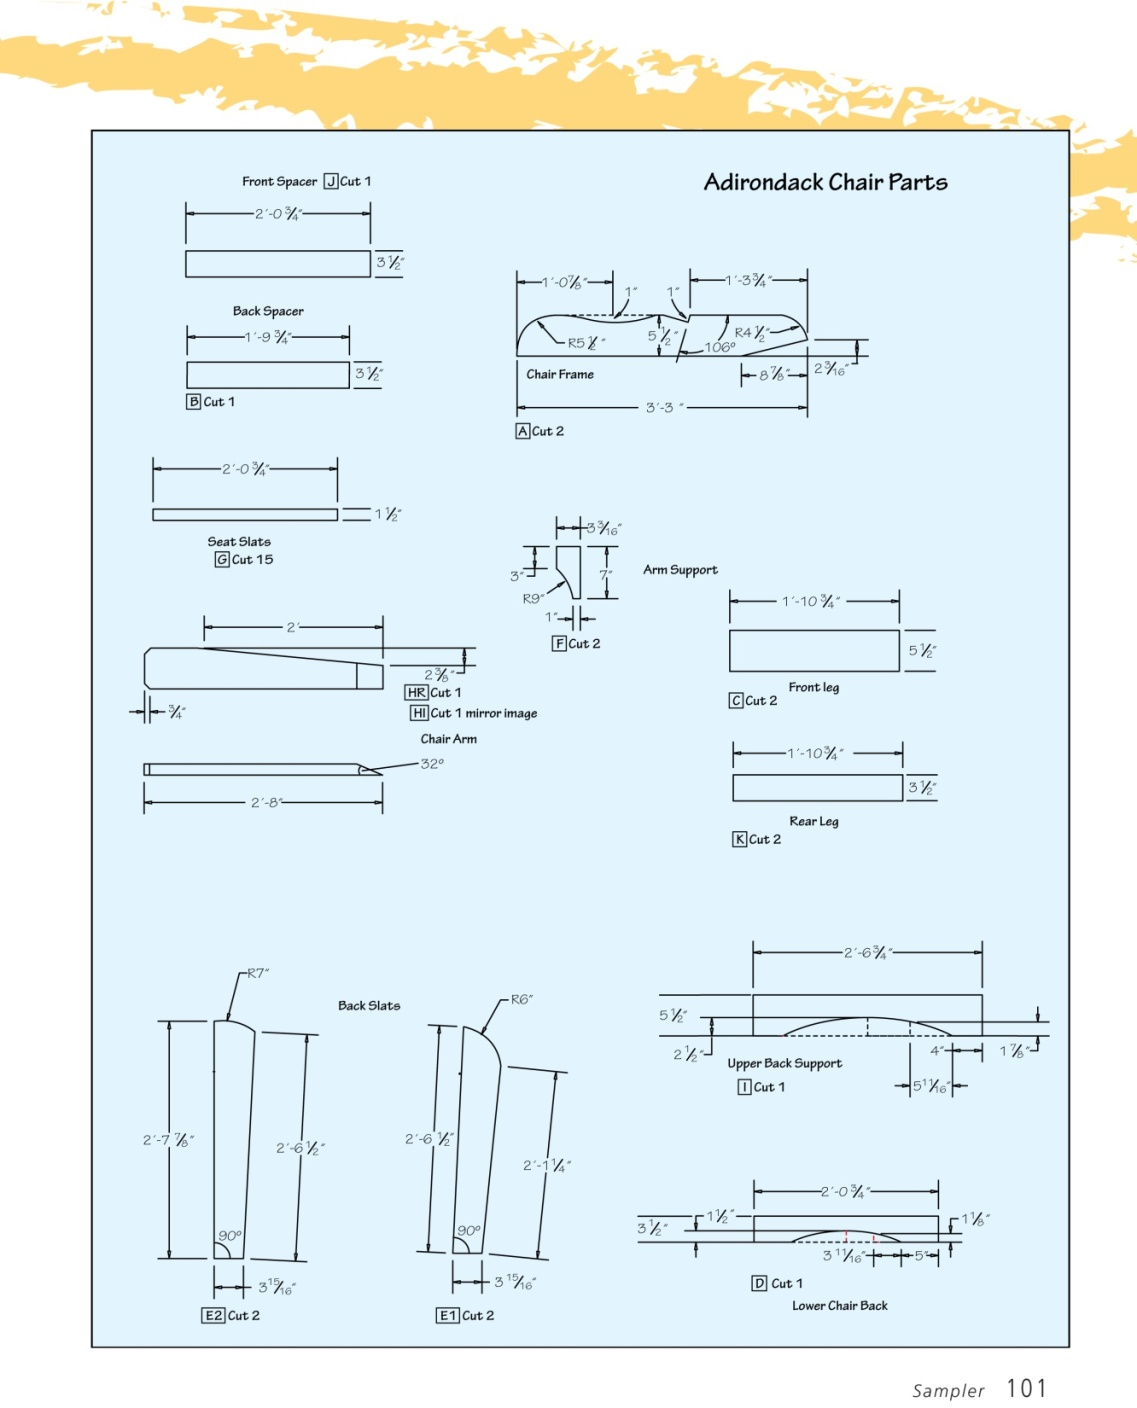 Adirondack Chair Parts
Front Spacer J Cut 1
2'-0 3/4"
3 1/2"
Back Spacer
1'-9 3/4"
3 1/2"
B Cut 1
1'-0 7/8"
1"
1"
1'-3 3/4"
R5 1/2"
5 1/2"
106°
R4 1/2"
8 7/8"
2 3/16"
Chair Frame
3'-3"
A Cut 2
2'-0 3/4"
1 1/2"
Seat Slats
G Cut 15
3 3/16"
3"
7"
R9"
1"
Arm Support
F Cut 2
1'-10 3/4"
5 1/2"
Front leg
C Cut 2
2'
2 3/8"
3/4"
HR Cut 1
HI Cut 1 mirror image
Chair Arm
32°
2'-8"
1'-10 3/4"
3 1/2"
Rear Leg
K Cut 2
Back Slats
R7"
2'-7 7/8"
2'-6 1/2"
90°
3 15/16"
E2 Cut 2
R6"
2'-6 1/2"
2'-1 1/4"
90°
3 15/16"
E1 Cut 2
2'-6 3/4"
5 1/2"
2 1/2"
4"
1 7/8"
5 11/16"
Upper Back Support
I Cut 1
2'-0 3/4"
3 1/2"
1 1/2"
1 1/8"
3 11/16"
5"
D Cut 1
Lower Chair Back
Sampler 101